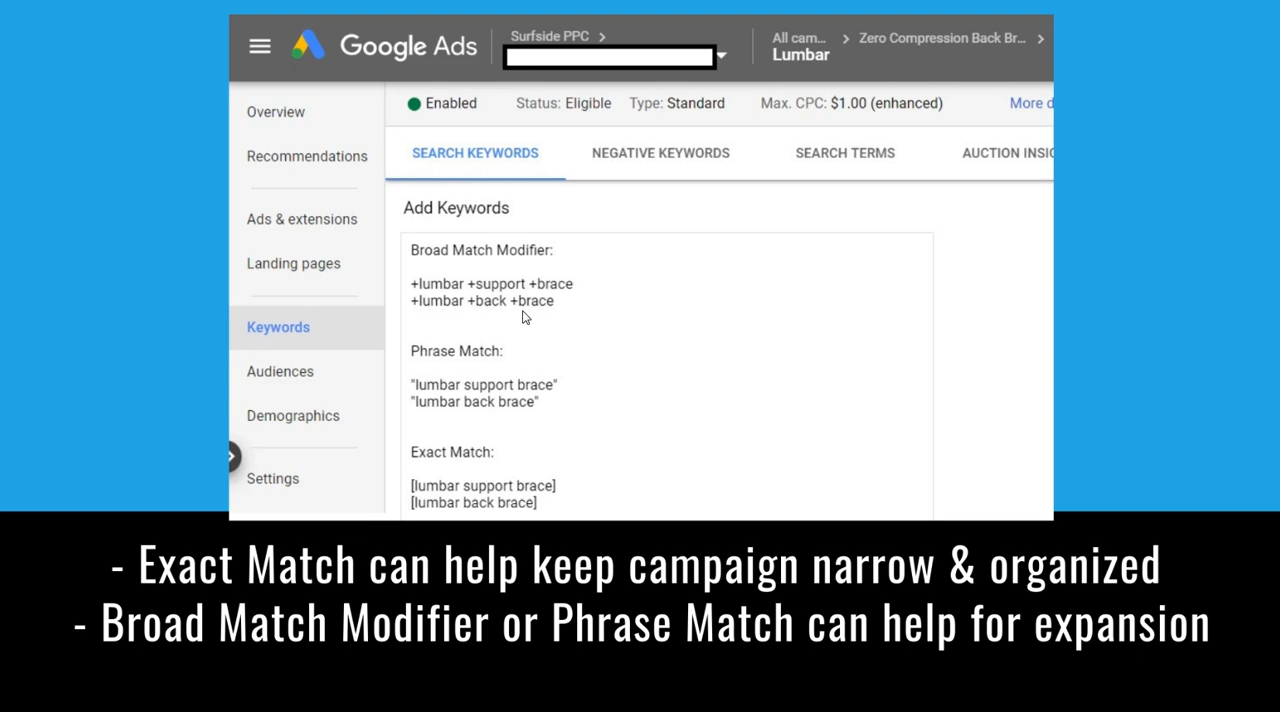 Google Ads
Surfside PPC >
All cam... > Zero Compression Back Br... >
Lumbar
Overview
Recommendations
Ads & extensions
Landing pages
Keywords
Audiences
Demographics
Settings
Enabled Status: Eligible Type: Standard Max. CPC: $1.00 (enhanced) More d
SEARCH KEYWORDS NEGATIVE KEYWORDS SEARCH TERMS AUCTION INSIG
Add Keywords
Broad Match Modifier:
+lumbar +support +brace
+lumbar +back +brace
Phrase Match:
"lumbar support brace"
"lumbar back brace"
Exact Match:
[lumbar support brace]
[lumbar back brace]
- Exact Match can help keep campaign narrow & organized
- Broad Match Modifier or Phrase Match can help for expansion